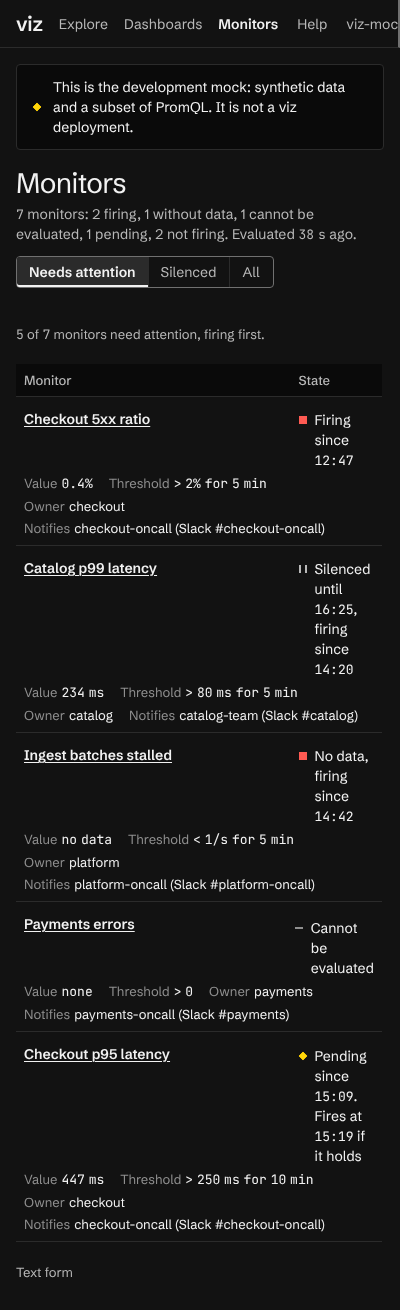 viz Explore Dashboards Monitors Help viz-moc
This is the development mock: synthetic data
and a subset of PromQL. It is not a viz
deployment.
Monitors
7 monitors: 2 firing, 1 without data, 1 cannot be
evaluated, 1 pending, 2 not firing. Evaluated 38 s ago.
Needs attention Silenced All
5 of 7 monitors need attention, firing first.
Monitor State
Checkout 5xx ratio Firing
since
12:47
Value 0.4% Threshold > 2% for 5 min
Owner checkout
Notifies checkout-oncall (Slack #checkout-oncall)
Catalog p99 latency Silenced
until
16:25,
firing
since
14:20
Value 234 ms Threshold > 80 ms for 5 min
Owner catalog Notifies catalog-team (Slack #catalog)
Ingest batches stalled No data,
firing
since
14:42
Value no data Threshold < 1/s for 5 min
Owner platform
Notifies platform-oncall (Slack #platform-oncall)
Payments errors Cannot
be
evaluated
Value none Threshold > 0 Owner payments
Notifies payments-oncall (Slack #payments)
Checkout p95 latency Pending
since
15:09.
Fires at
15:19 if
it holds
Value 447 ms Threshold > 250 ms for 10 min
Owner checkout
Notifies checkout-oncall (Slack #checkout-oncall)
Text form